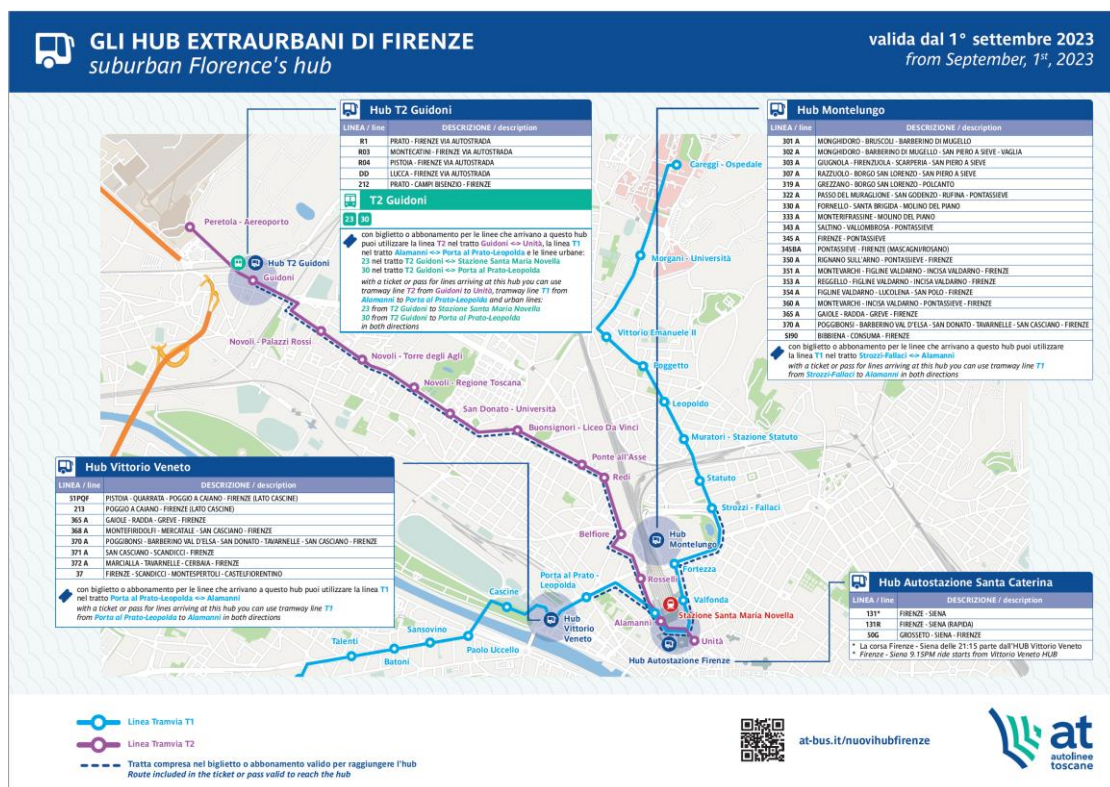 GLI HUB EXTRAURBANI DI FIRENZE
suburban Florence's hub
valida dal 1° settembre 2023
from September, 1st, 2023
Hub T2 Guidoni
LINEA / line DESCRIZIONE / description
R1 PRATO - FIRENZE VIA AUTOSTRADA
R03 MONTECATINI - FIRENZE VIA AUTOSTRADA
R04 PISTOIA - FIRENZE VIA AUTOSTRADA
DD LUCCA - FIRENZE VIA AUTOSTRADA
212 PRATO - CAMPI BISENZIO - FIRENZE
T2 Guidoni
23 30
con biglietto o abbonamento per le linee che arrivano a questo hub
puoi utilizzare la linea T2 nel tratto Guidoni <=> Unità, la linea T1
nel tratto Alamanni <=> Porta al Prato-Leopolda e le linee urbane:
23 nel tratto T2 Guidoni <=> Stazione Santa Maria Novella
30 nel tratto T2 Guidoni <=> Porta al Prato-Leopolda
with a ticket or pass for lines arriving at this hub you can use
tramway line T2 from Guidoni to Unità, tramway line T1 from
Alamanni to Porta al Prato-Leopolda and urban lines:
23 from T2 Guidoni to Stazione Santa Maria Novella
30 from T2 Guidoni to Porta al Prato-Leopolda
in both directions
Hub Montelungo
LINEA / line DESCRIZIONE / description
301 A MONGHIDORO - BRUSCOLI - BARBERINO DI MUGELLO
302 A MONGHIDORO - BARBERINO DI MUGELLO - SAN PIERO A SIEVE - VAGLIA
303 A GIUGNOLA - FIRENZUOLA - SCARPERIA - SAN PIERO A SIEVE
307 A RAZZUOLO - BORGO SAN LORENZO - SAN PIERO A SIEVE
319 A GREZZANO - BORGO SAN LORENZO - POLCANTO
322 A PASSO DEL MURAGLIONE - SAN GODENZO - RUFINA - PONTASSIEVE
330 A FORNELLO - SANTA BRIGIDA - MOLINO DEL PIANO
333 A MONTERIFRASSINE - MOLINO DEL PIANO
343 A SALTINO - VALLOMBROSA - PONTASSIEVE
345 A FIRENZE - PONTASSIEVE
345BA PONTASSIEVE - FIRENZE (MASCAGNI/ROSANO)
350 A RIGNANO SULL'ARNO - PONTASSIEVE - FIRENZE
351 A MONTEVARCHI - FIGLINE VALDARNO - INCISA VALDARNO - FIRENZE
353 A REGGELLO - FIGLINE VALDARNO - INCISA VALDARNO - FIRENZE
354 A FIGLINE VALDARNO - LUCOLENA - SAN POLO - FIRENZE
360 A MONTEVARCHI - INCISA VALDARNO - PONTASSIEVE - FIRENZE
365 A GAIOLE - RADDA - GREVE - FIRENZE
370 A POGGIBONSI - BARBERINO VAL D'ELSA - SAN DONATO - TAVARNELLE - SAN CASCIANO - FIRENZE
SI90 BIBBIENA - CONSUMA - FIRENZE
con biglietto o abbonamento per le linee che arrivano a questo hub puoi utilizzare
la linea T1 nel tratto Strozzi-Fallaci <=> Alamanni
with a ticket or pass for lines arriving at this hub you can use tramway line T1
from Strozzi-Fallaci to Alamanni in both directions
Careggi - Ospedale
Peretola - Aeroporto
Morgani - Università
Hub T2 Guidoni
Guidoni
Vittorio Emanuele II
Novoli - Palazzi Rossi
Novoli - Torre degli Agli
Poggetto
Novoli - Regione Toscana
Leopoldo
San Donato - Università
Buonsignori - Liceo Da Vinci
Muratori - Stazione Statuto
Ponte all'Asse
Redi
Statuto
Strozzi - Fallaci
Belfiore
Hub
Montelungo
Fortezza
Rosselli
Porta al Prato -
Leopolda
Valfonda
Stazione Santa Maria Novella
Cascine
Alamanni
Hub
Vittorio
Veneto
Unità
Sansovino
Paolo Uccello
Talenti
Batoni
Hub Autostazione Firenze
Hub Vittorio Veneto
LINEA / line DESCRIZIONE / description
51PQF PISTOIA - QUARRATA - POGGIO A CAIANO - FIRENZE (LATO CASCINE)
213 POGGIO A CAIANO - FIRENZE (LATO CASCINE)
365 A GAIOLE - RADDA - GREVE - FIRENZE
368 A MONTEFIRIDOLFI - MERCATALE - SAN CASCIANO - FIRENZE
370 A POGGIBONSI - BARBERINO VAL D'ELSA - SAN DONATO - TAVARNELLE - SAN CASCIANO - FIRENZE
371 A SAN CASCIANO - SCANDICCI - FIRENZE
372 A MARCIALLA - TAVARNELLE - CERBAIA - FIRENZE
37 FIRENZE - SCANDICCI - MONTESPERTOLI - CASTELFIORENTINO
con biglietto o abbonamento per le linee che arrivano a questo hub puoi utilizzare la linea T1
nel tratto Porta al Prato-Leopolda <=> Alamanni
with a ticket or pass for lines arriving at this hub you can use tramway line T1
from Porta al Prato-Leopolda to Alamanni in both directions
Hub Autostazione Santa Caterina
LINEA / line DESCRIZIONE / description
131* FIRENZE - SIENA
131R FIRENZE - SIENA (RAPIDA)
50G GROSSETO - SIENA - FIRENZE
* La corsa Firenze - Siena delle 21:15 parte dall'HUB Vittorio Veneto
* Firenze - Siena 9.15PM ride starts from Vittorio Veneto HUB
Linea Tramvia T1
Linea Tramvia T2
Tratta compresa nel biglietto o abbonamento valido per raggiungere l'hub
Route included in the ticket or pass valid to reach the hub
at-bus.it/nuovihubfirenze
at
autolinee
toscane